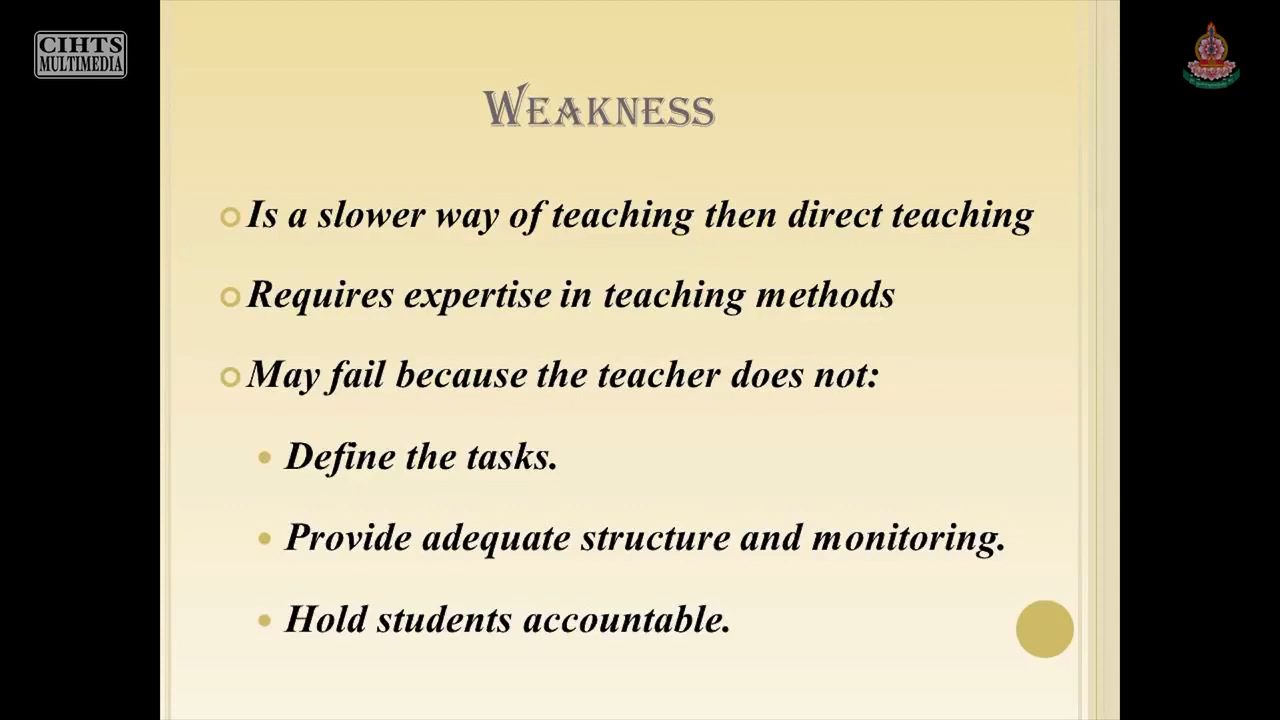 CIHTS
MULTIMEDIA
WEAKNESS
Is a slower way of teaching then direct teaching
Requires expertise in teaching methods
May fail because the teacher does not:
Define the tasks.
Provide adequate structure and monitoring.
Hold students accountable.